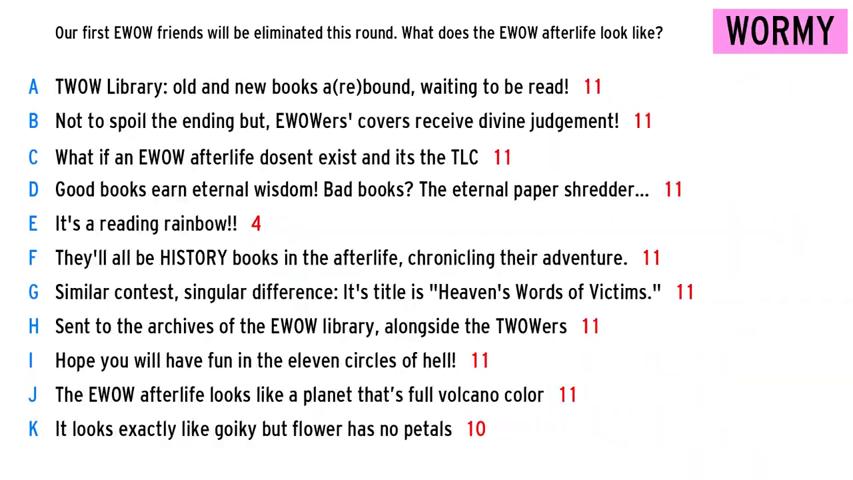 Our first EWOW friends will be eliminated this round. What does the EWOW afterlife look like?
WORMY
A TWOW Library: old and new books a(re)bound, waiting to be read! 11
B Not to spoil the ending but, EWOWers' covers receive divine judgement! 11
C What if an EWOW afterlife dosent exist and its the TLC 11
D Good books earn eternal wisdom! Bad books? The eternal paper shredder... 11
E It's a reading rainbow!! 4
F They'll all be HISTORY books in the afterlife, chronicling their adventure. 11
G Similar contest, singular difference: It's title is "Heaven's Words of Victims." 11
H Sent to the archives of the EWOW library, alongside the TWOWers 11
I Hope you will have fun in the eleven circles of hell! 11
J The EWOW afterlife looks like a planet that’s full volcano color 11
K It looks exactly like goiky but flower has no petals 10